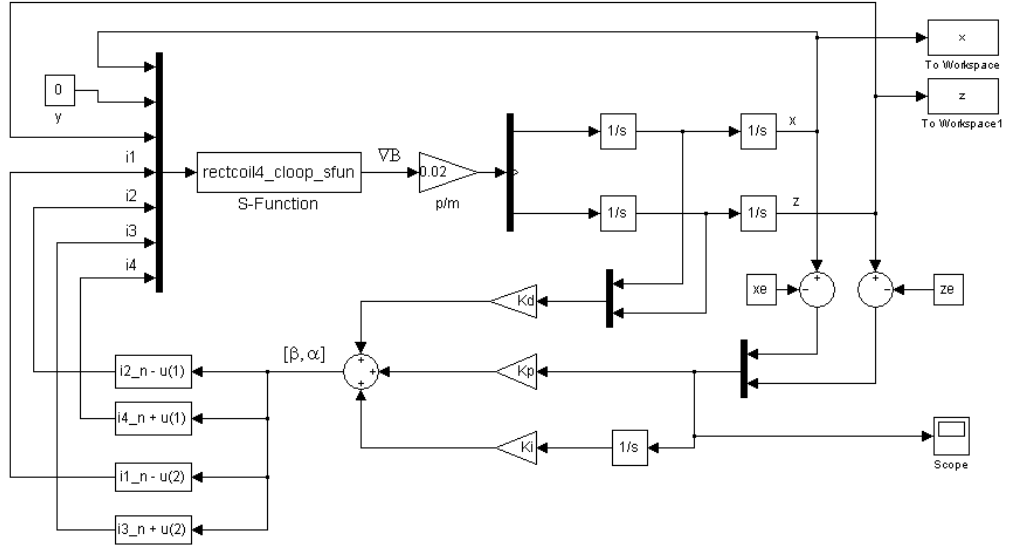 x
To Workspace
0
y
z
To Workspace1
i1
i2
i3
i4
rectcoil4_cloop_sfun
S-Function
∇B
0.02
p/m
1/s
1/s
x
1/s
1/s
z
xe
+
−
+
−
ze
Kd
[β, α]
+
+
+
Kp
i2_n - u(1)
i4_n + u(1)
Ki
1/s
Scope
i1_n - u(2)
i3_n + u(2)